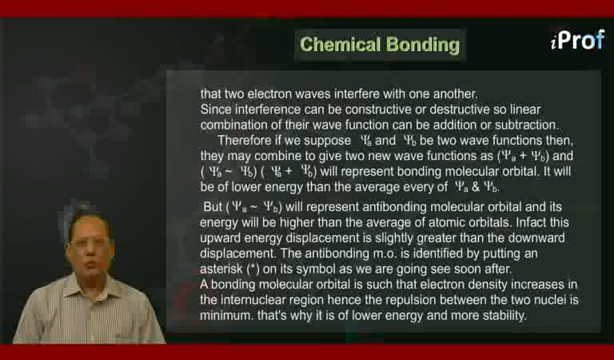 Chemical Bonding
iProf
that two electron waves interfere with one another.
Since interference can be constructive or destructive so linear
combination of their wave function can be addition or subtraction.
Therefore if we suppose Ψa and Ψb be two wave functions then,
they may combine to give two new wave functions as (Ψa + Ψb) and
( Ψa ~ Ψb) ( Ψa + Ψb) will represent bonding molecular orbital. It will
be of lower energy than the average every of Ψa & Ψb.
But (Ψa ~ Ψb) will represent antibonding molecular orbital and its
energy will be higher than the average of atomic orbitals. Infact this
upward energy displacement is slightly greater than the downward
displacement. The antibonding m.o. is identified by putting an
asterisk (*) on its symbol as we are going see soon after.
A bonding molecular orbital is such that electron density increases in
the internuclear region hence the repulsion between the two nuclei is
minimum. that's why it is of lower energy and more stability.